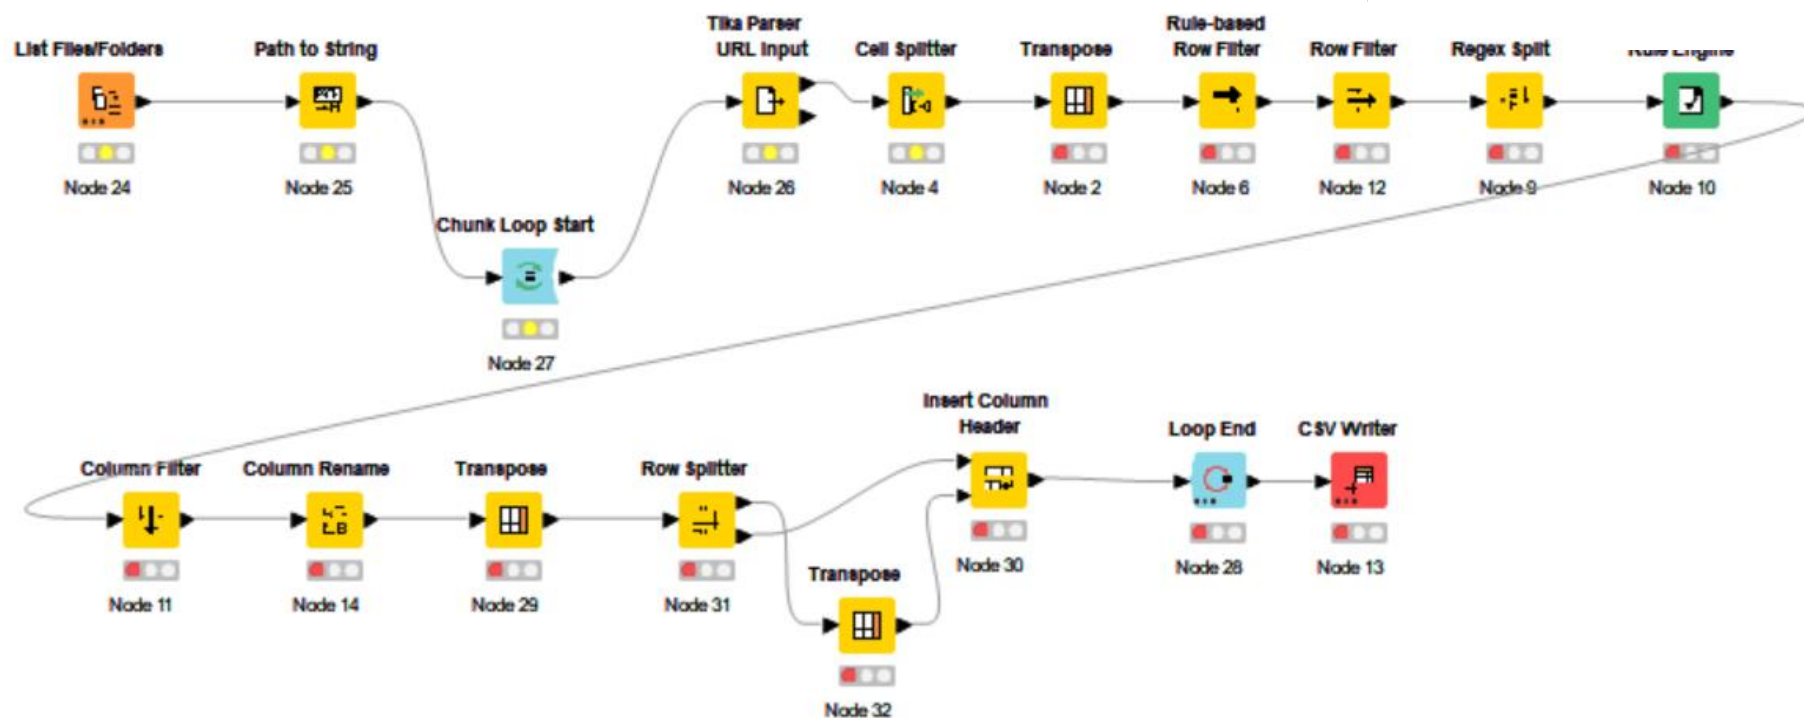 List Files/Folders
Path to String
Tika Parser
URL Input
Cell Splitter
Transpose
Rule-based
Row Filter
Row Filter
Regex Split
Rule Engine
Node 24
Node 25
Node 26
Node 4
Node 2
Node 6
Node 12
Node 9
Node 10
Chunk Loop Start
Node 27
Column Filter
Column Rename
Transpose
Row Splitter
Insert Column
Header
Loop End
CSV Writer
Node 11
Node 14
Node 29
Node 31
Node 30
Node 28
Node 13
Transpose
Node 32